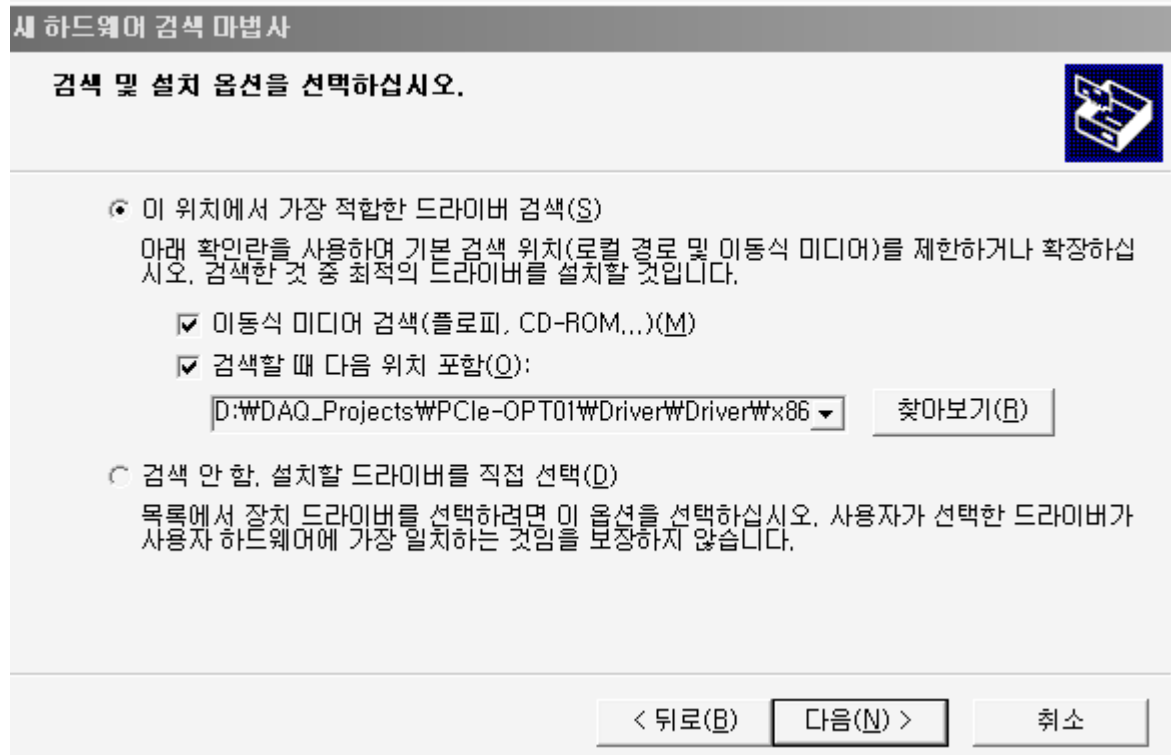 새 하드웨어 검색 마법사
검색 및 설치 옵션을 선택하십시오.
이 위치에서 가장 적합한 드라이버 검색(S)
아래 확인란을 사용하여 기본 검색 위치(로컬 경로 및 이동식 미디어)를 제한하거나 확장하십
시오. 검색한 것 중 최적의 드라이버를 설치할 것입니다.
이동식 미디어 검색(플로피, CD-ROM...)(M)
검색할 때 다음 위치 포함(O):
D:₩DAQ_Projects₩PCIe-OPT01₩Driver₩Driver₩x86
찾아보기(R)
검색 안 함. 설치할 드라이버를 직접 선택(D)
목록에서 장치 드라이버를 선택하려면 이 옵션을 선택하십시오. 사용자가 선택한 드라이버가
사용자 하드웨어에 가장 일치하는 것임을 보장하지 않습니다.
< 뒤로(B)
다음(N) >
취소